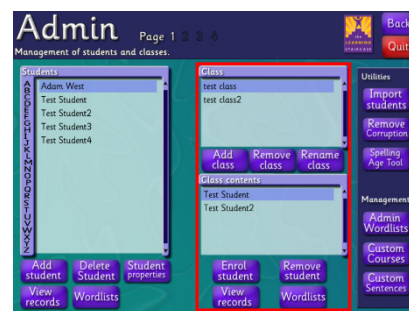 Admin Page 1 2 3 4
Management of students and classes.
THE
LEARNING
STAIRCASE
Back
Quit
Students
A
B
C
D
E
F
G
H
I
J
K
L
M
N
O
P
Q
R
S
T
U
V
W
X
Y
Z
Adam West
Test Student
Test Student2
Test Student3
Test Student4
Add student
Delete Student
Student properties
View records
Wordlists
Class
test class
test class2
Add class
Remove class
Rename class
Class contents
Test Student
Test Student2
Enrol student
Remove student
View records
Wordlists
Utilities
Import students
Remove Corruption
Spelling Age Tool
Management
Admin Wordlists
Custom Courses
Custom Sentences